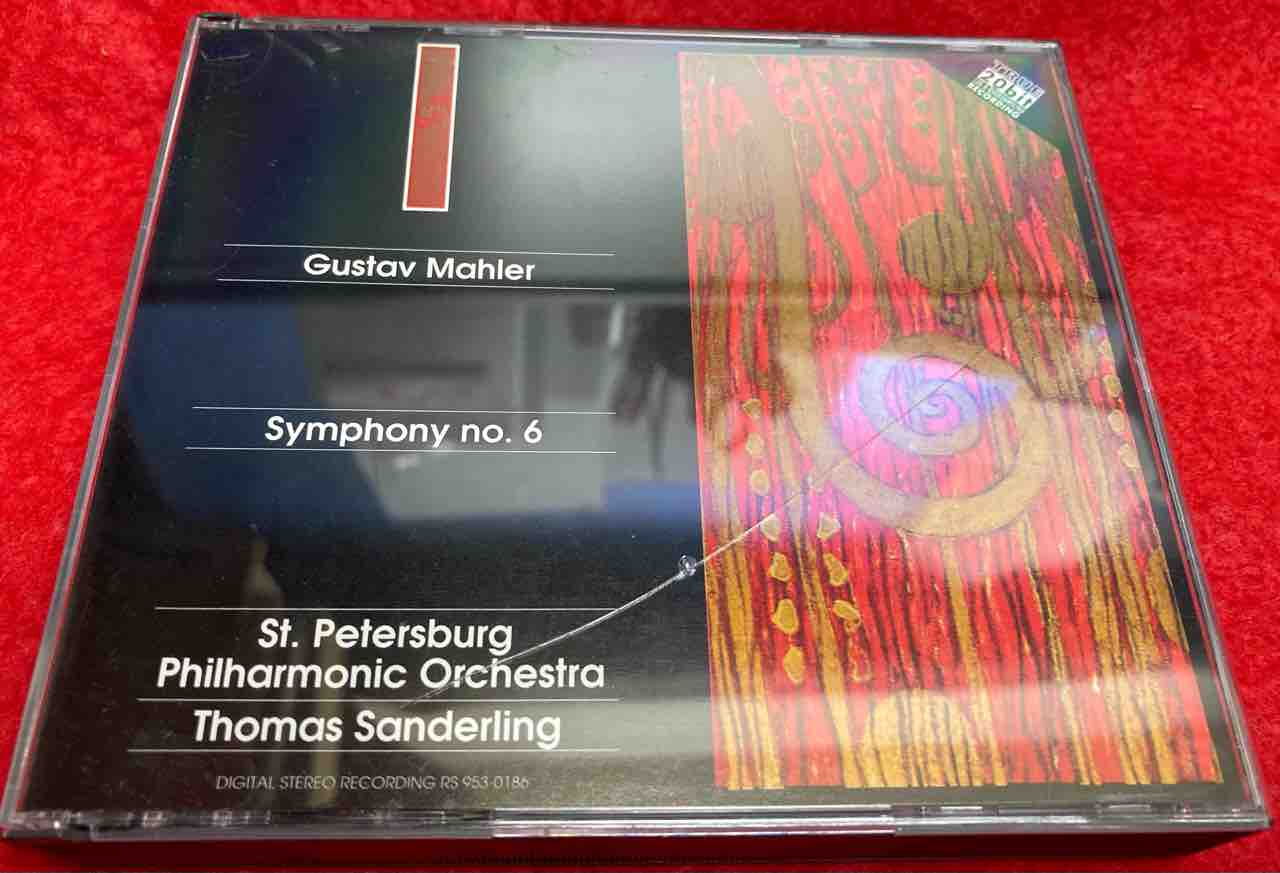 Gustav Mahler
Symphony no. 6
St. Petersburg
Philharmonic Orchestra
Thomas Sanderling
DIGITAL STEREO RECORDING RS 953-0186
TRUE
20bit
RECORDING